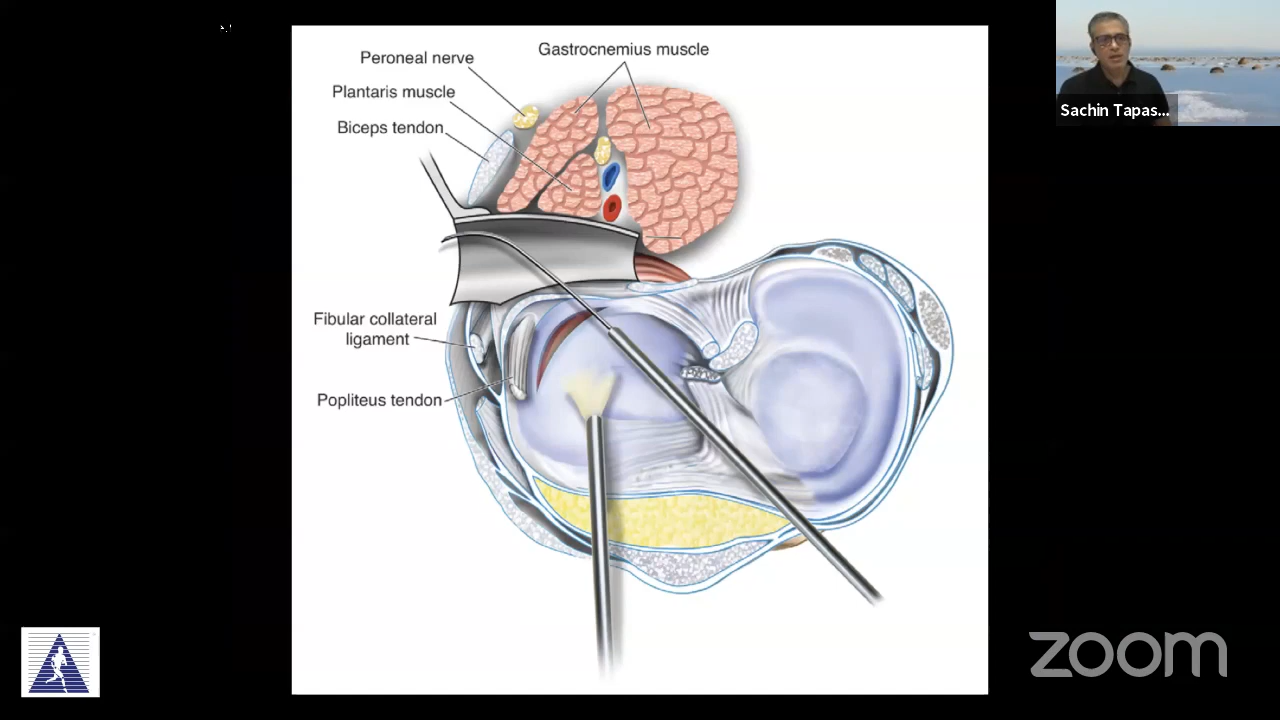 Peroneal nerve
Gastrocnemius muscle
Plantaris muscle
Biceps tendon
Fibular collateral
ligament
Popliteus tendon
Sachin Tapas...
zoom